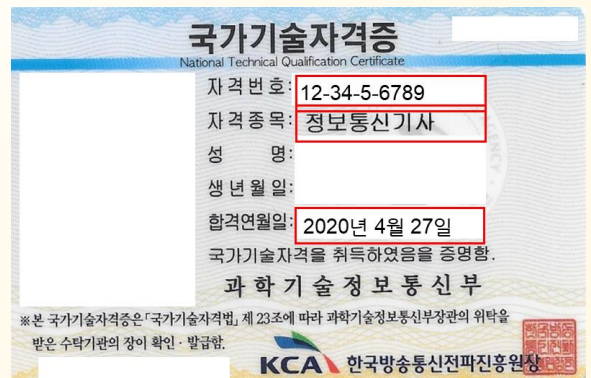 국가기술자격증
National Technical Qualification Certificate
자격번호: 12-34-5-6789
자격종목: 정보통신기사
성 명:
생년월일:
합격연월일: 2020년 4월 27일
국가기술자격을 취득하였음을 증명함.
과학기술정보통신부
※본 국가기술자격증은 「국가기술자격법」 제 23조에 따라 과학기술정보통신부장관의 위탁을
받은 수탁기관의 장이 확인 · 발급함.
KCA 한국방송통신전파진흥원장